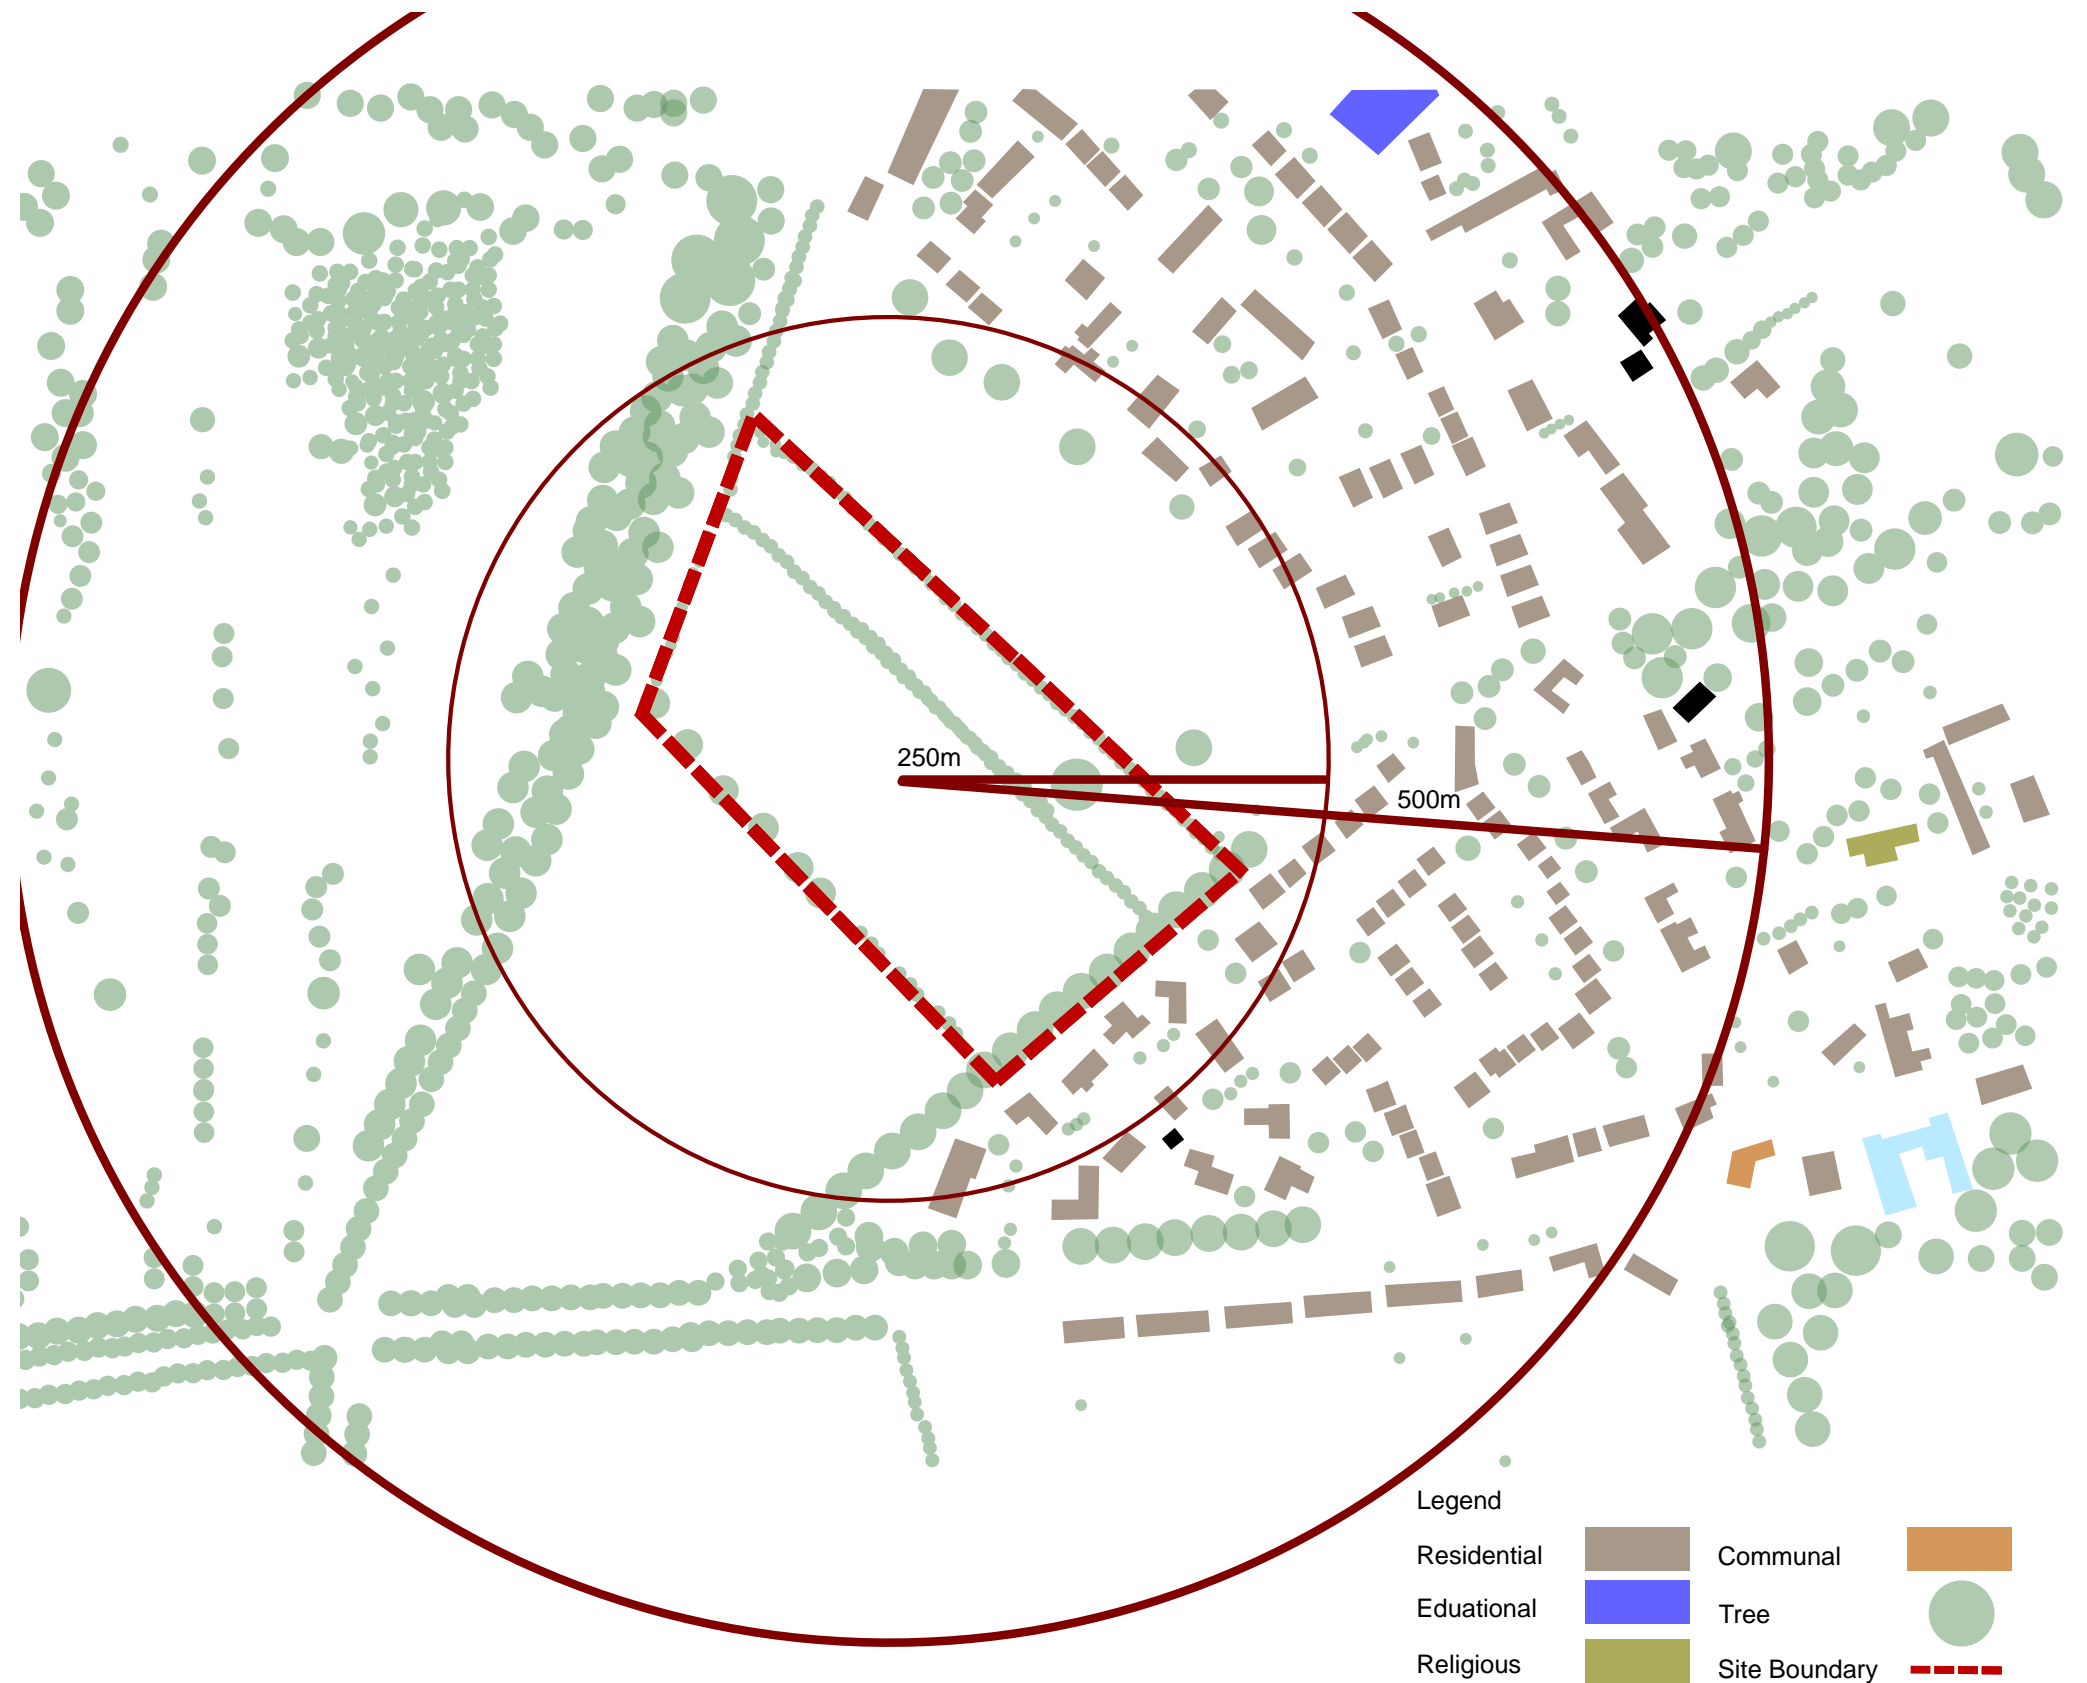 250m
500m
Legend
Residential Communal
Eduational Tree
Religious Site Boundary